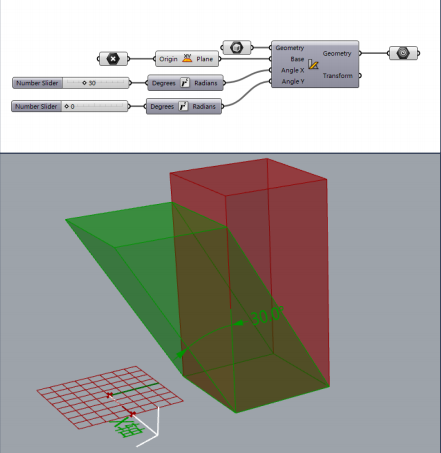 Geometry
Origin XY Plane
Base
Geometry
Number Slider 30
Degrees Radians
Angle X
Transform
Angle Y
Number Slider 0
Degrees Radians
30.0°